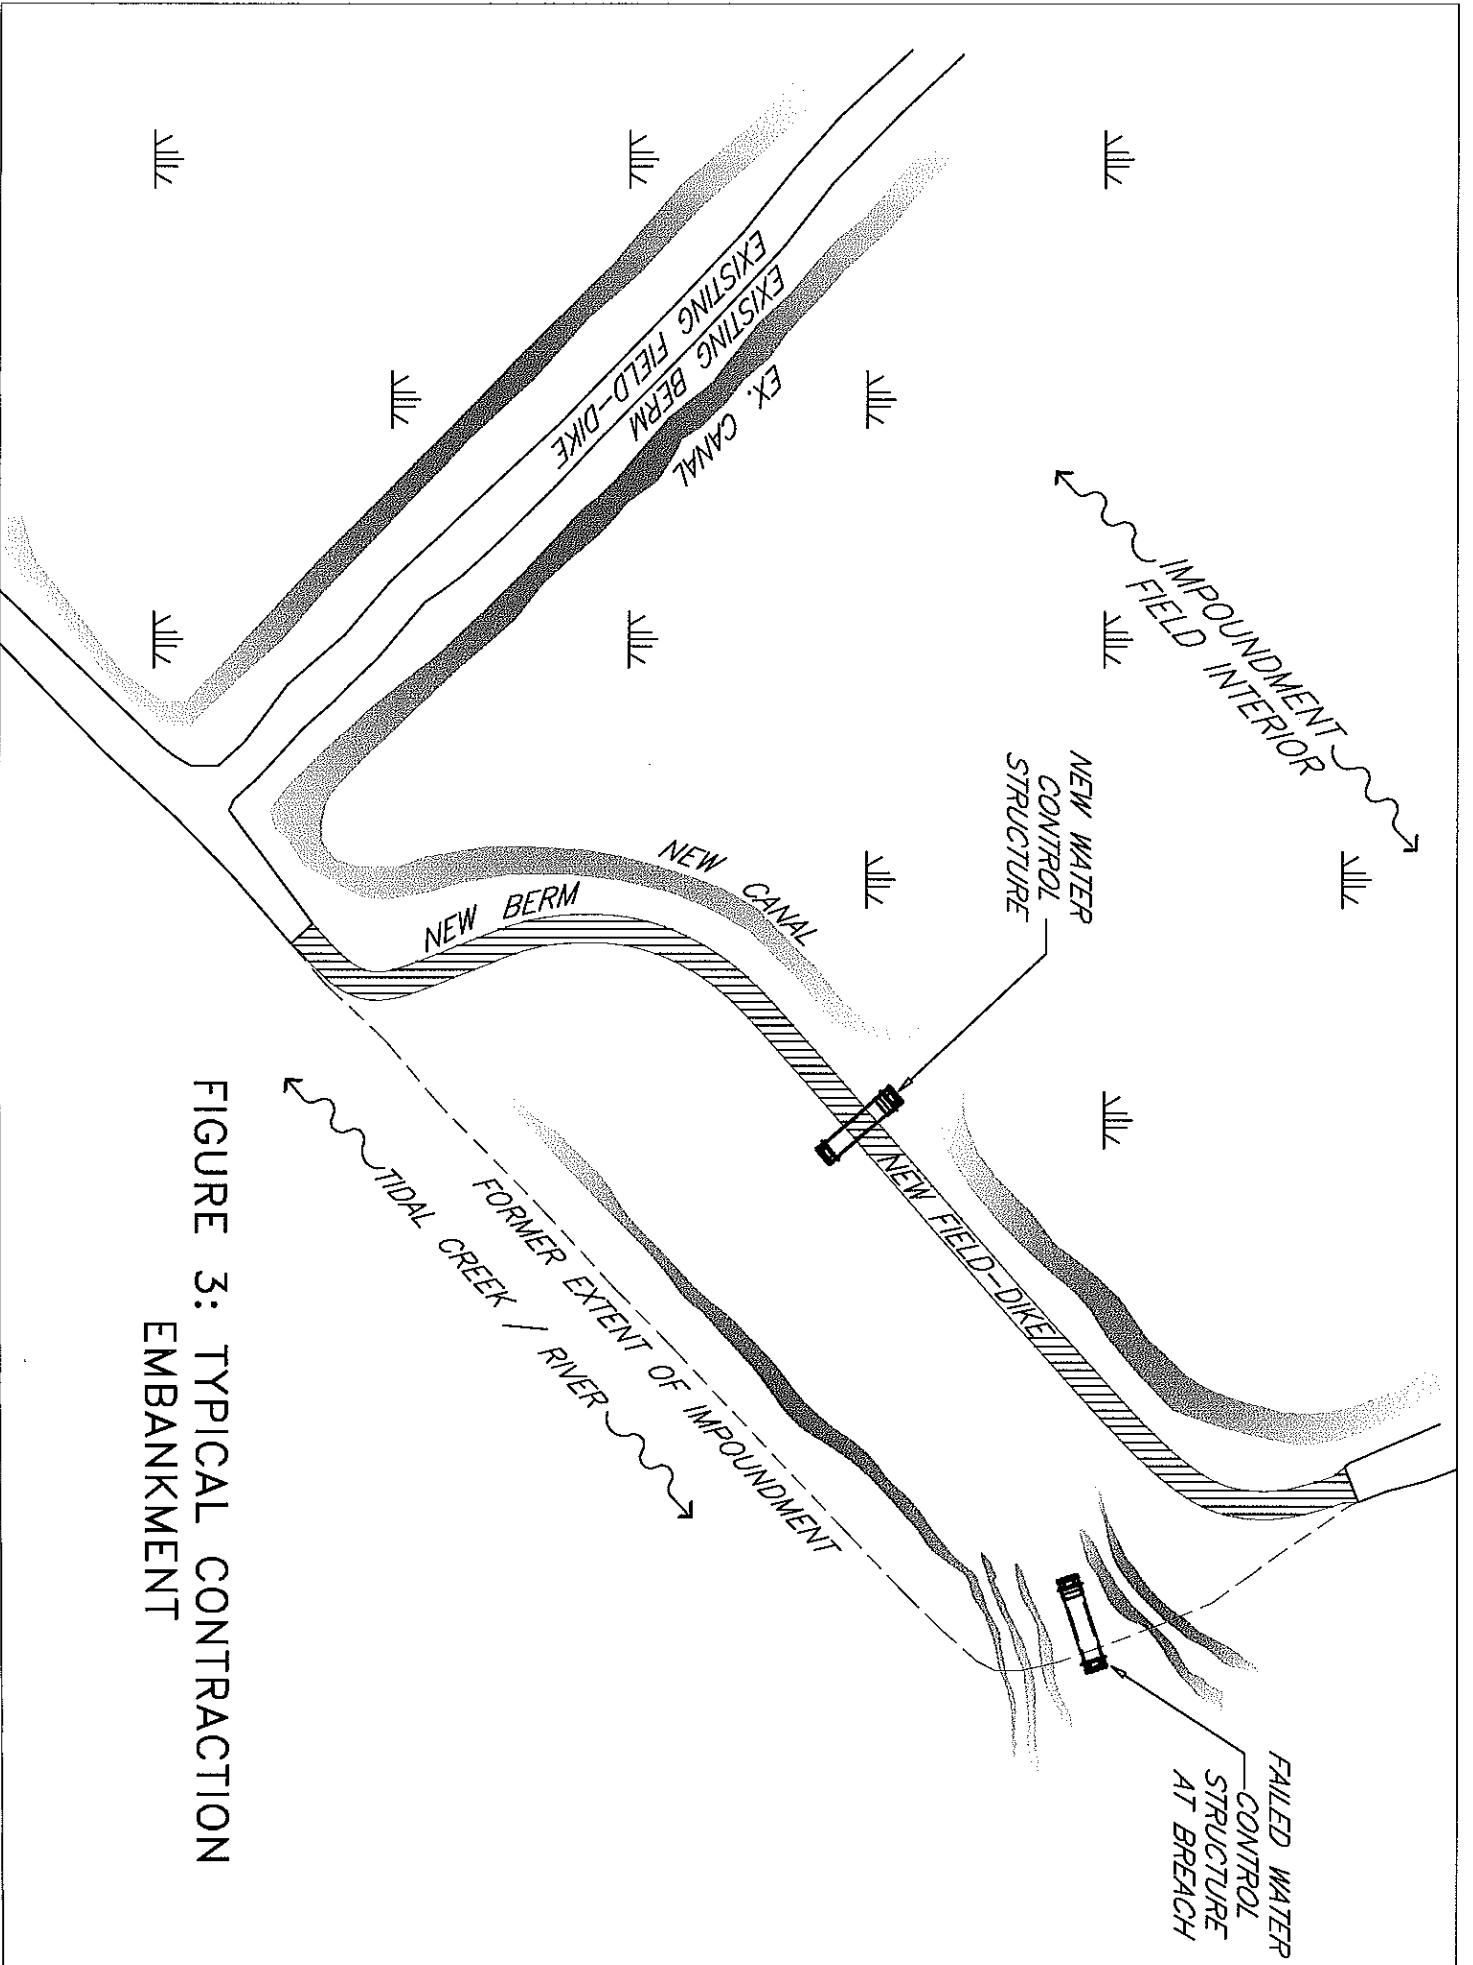 IMPOUNDMENT
FIELD INTERIOR
EX. CANAL
EXISTING BERM
EXISTING FIELD-DIKE
NEW WATER
CONTROL
STRUCTURE
NEW CANAL
NEW BERM
NEW FIELD-DIKE
FORMER EXTENT OF IMPOUNDMENT
TIDAL CREEK / RIVER
FAILED WATER
CONTROL
STRUCTURE
AT BREACH
FIGURE 3: TYPICAL CONTRACTION
EMBANKMENT